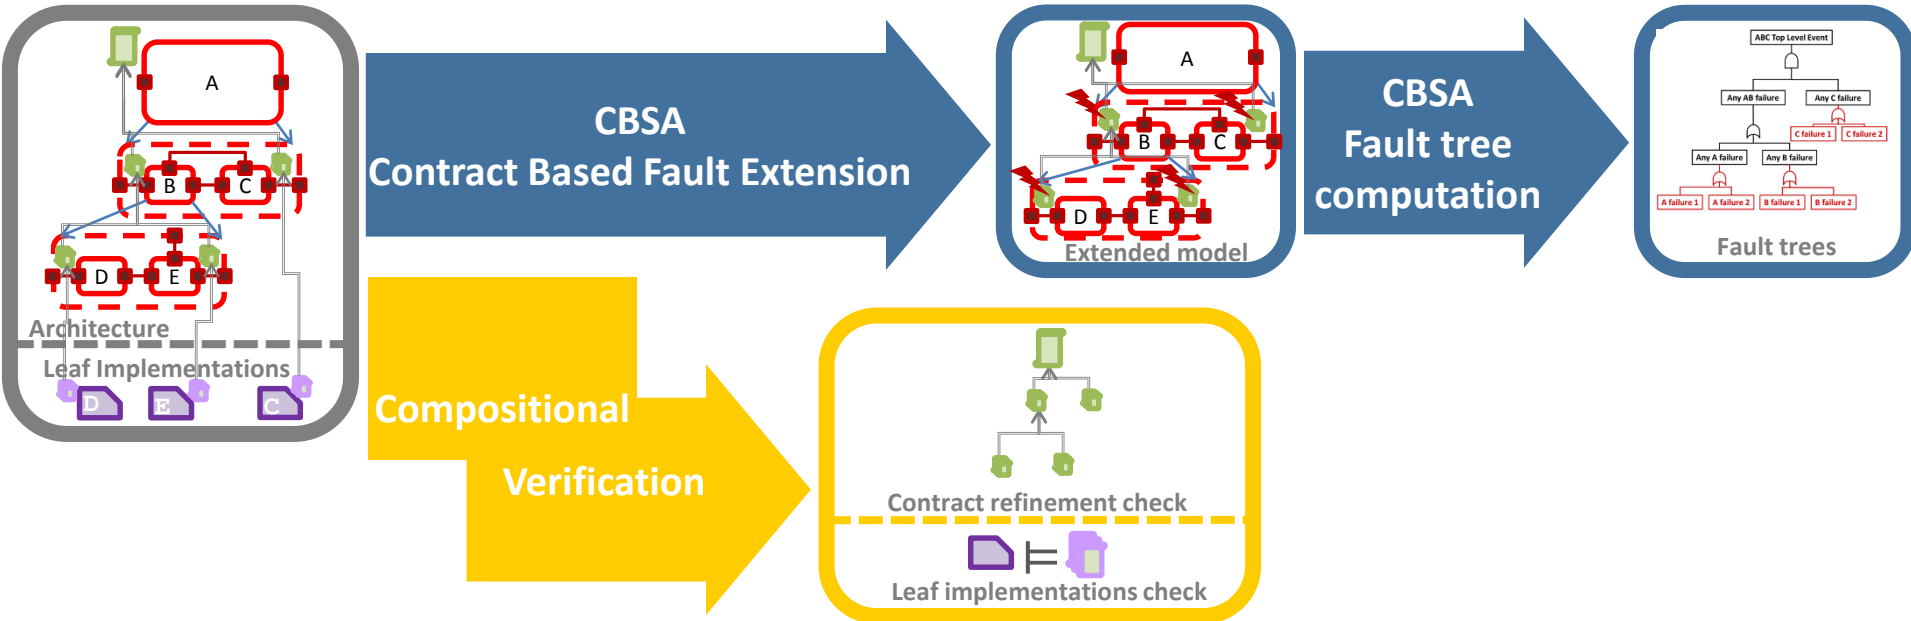 A
B
C
D
E
Architecture
Leaf Implementations
D
E
C
CBSA
Contract Based Fault Extension
A
B
C
D
E
Extended model
CBSA
Fault tree
computation
ABC Top Level Event
Any AB failure
Any C failure
C failure 1
C failure 2
Any A failure
Any B failure
A failure 1
A failure 2
B failure 1
B failure 2
Fault trees
Compositional
Verification
Contract refinement check
Leaf implementations check